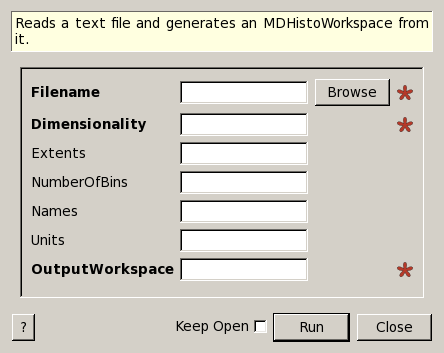 Reads a text file and generates an MDHistoWorkspace from
it.
Filename
Browse
Dimensionality
Extents
NumberOfBins
Names
Units
OutputWorkspace
? Keep Open Run Close